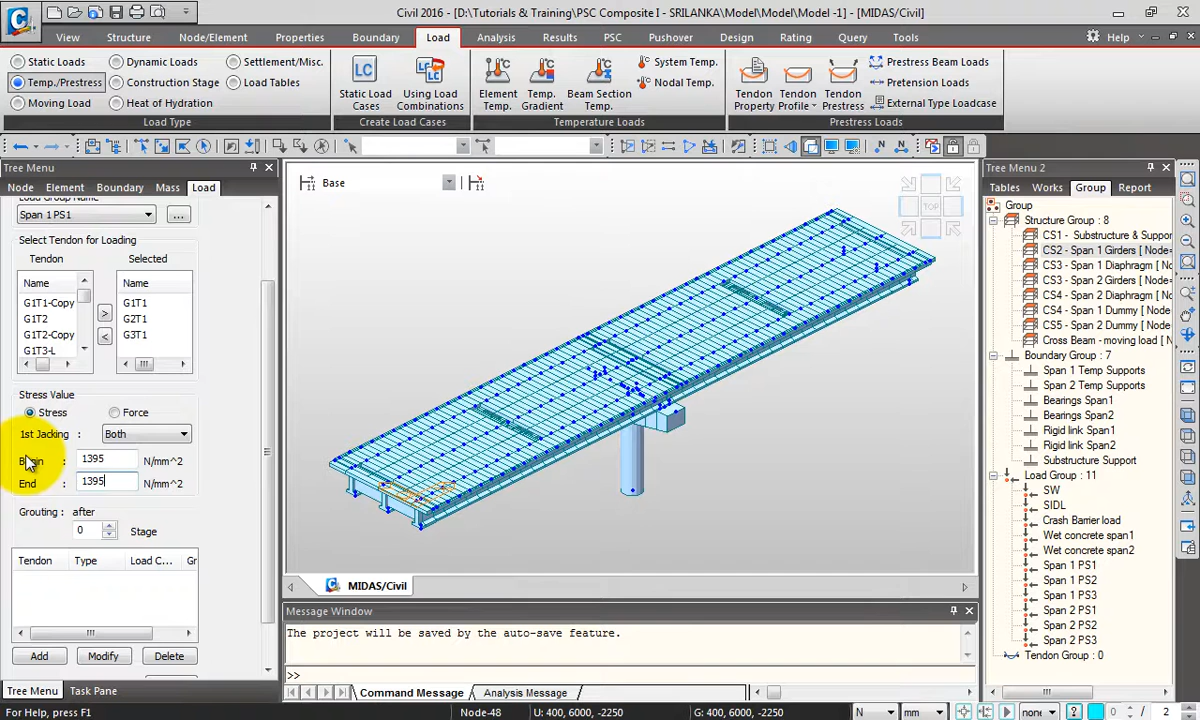 Civil 2016 - [D:\Tutorials & Training\PSC Composite I - SRILANKA\Model\Model\Model -1] - [MIDAS/Civil]
View Structure Node/Element Properties Boundary Load Analysis Results PSC Pushover Design Rating Query Tools Help
Static Loads Dynamic Loads Settlement/Misc.
Temp./Prestress Construction Stage Load Tables
Moving Load Heat of Hydration
Load Type
Static Load Cases
Using Load Combinations
Create Load Cases
Element Temp.
Temp. Gradient
Beam Section Temp.
System Temp.
Nodal Temp.
Temperature Loads
Tendon Property
Tendon Profile
Tendon Prestress
Prestress Beam Loads
Pretension Loads
External Type Loadcase
Prestress Loads
Tree Menu
Node Element Boundary Mass Load
Load Group Name
Span 1 PS1 ...
Select Tendon for Loading
Tendon Selected
Name Name
G1T1-Copy G1T1
G1T2 G2T1
G1T2-Copy G3T1
G1T3-L
>
<
Stress Value
Stress Force
1st Jacking : Both
Begin : 1395 N/mm^2
End : 1395 N/mm^2
Grouting : after
0 Stage
Tendon Type Load C... Gr
Add Modify Delete
Tree Menu Task Pane
Base
TOP
MIDAS/Civil
Message Window
The project will be saved by the auto-save feature.
>>
Command Message Analysis Message
Tree Menu 2
Tables Works Group Report
Group
Structure Group : 8
CS1 - Substructure & Suppor
CS2 - Span 1 Girders [ Node=
CS3 - Span 1 Diaphragm [ No
CS3 - Span 2 Girders [ Node=
CS4 - Span 2 Diaphragm [ No
CS4 - Span 1 Dummy [ Node
CS5 - Span 2 Dummy [ Node
Cross Beam - moving load [ N
Boundary Group : 7
Span 1 Temp Supports
Span 2 Temp Supports
Bearings Span1
Bearings Span2
Rigid link Span1
Rigid link Span2
Substructure Support
Load Group : 11
SW
SIDL
Crash Barrier load
Wet concrete span1
Wet concrete span2
Span 1 PS1
Span 1 PS2
Span 1 PS3
Span 2 PS1
Span 2 PS2
Span 2 PS3
Tendon Group : 0
For Help, press F1 Node-48 U: 400, 6000, -2250 G: 400, 6000, -2250 N mm none 0 / 2